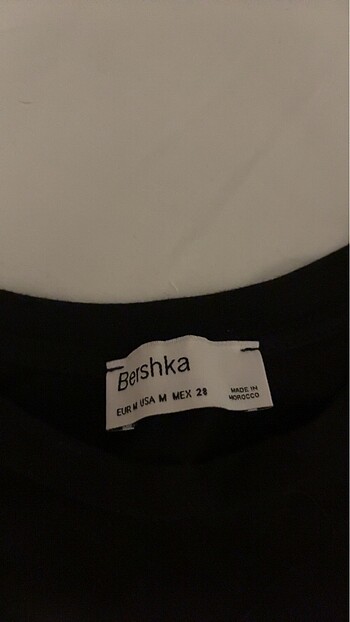 Bershka
EUR M USA M MEX 28
MADE IN
MOROCCO